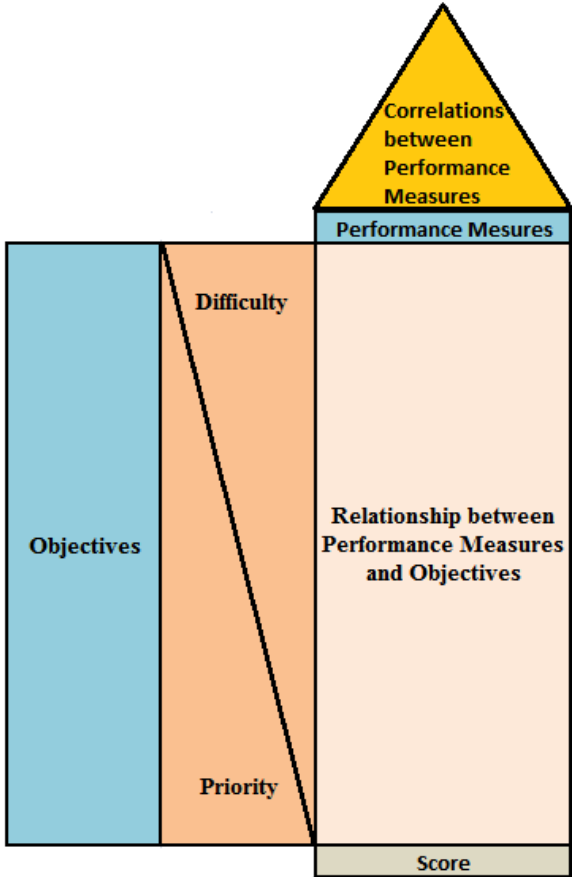 Correlations
between
Performance
Measures
Performance Mesures
Difficulty
Objectives
Relationship between
Performance Measures
and Objectives
Priority
Score